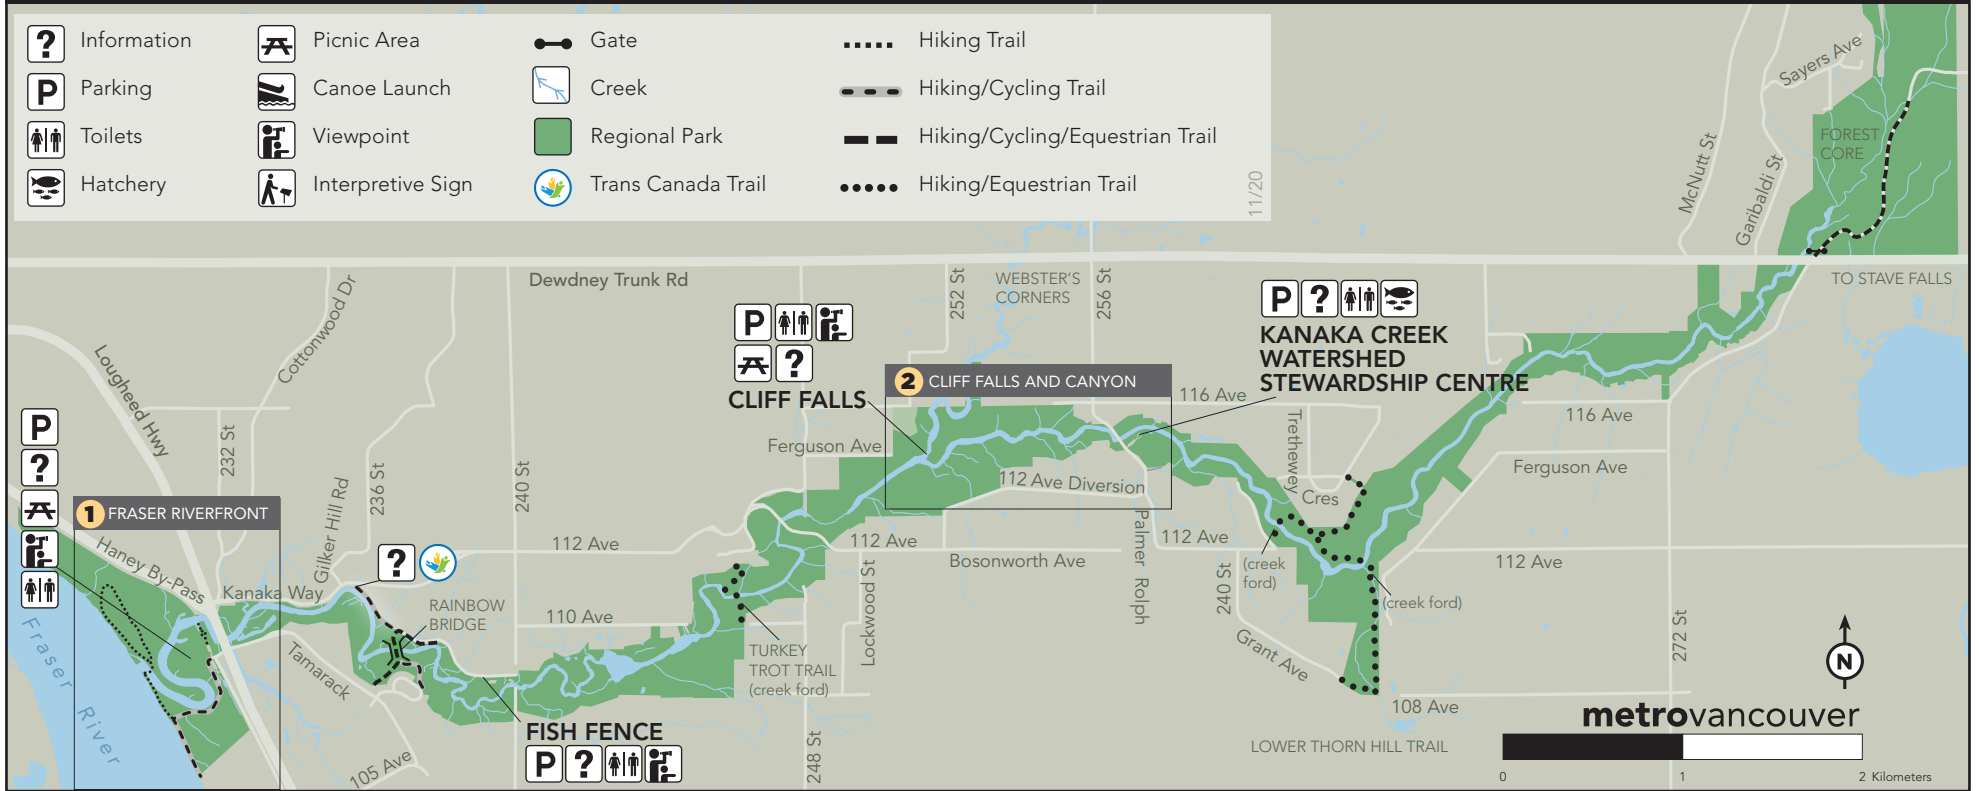 ?
Information
P
Parking
Toilets
Hatchery
Picnic Area
Canoe Launch
Viewpoint
Interpretive Sign
Gate
Creek
Regional Park
Trans Canada Trail
Hiking Trail
Hiking/Cycling Trail
Hiking/Cycling/Equestrian Trail
Hiking/Equestrian Trail
11/20
Sayers Ave
FOREST
CORE
McNutt St
Garibaldi St
TO STAVE FALLS
Dewdney Trunk Rd
Cottonwood Dr
Lougheed Hwy
252 St
WEBSTER'S
CORNERS
256 St
P ?
KANAKA CREEK
WATERSHED
STEWARDSHIP CENTRE
P
?
CLIFF FALLS
2 CLIFF FALLS AND CANYON
116 Ave
Trethewey
Cres
116 Ave
Ferguson Ave
Ferguson Ave
112 Ave Diversion
232 St
236 St
240 St
Gilker Hill Rd
P
?
1 FRASER RIVERFRONT
Haney By-Pass
Kanaka Way
?
RAINBOW
BRIDGE
112 Ave
112 Ave
Bosonworth Ave
Palmer Rolph
112 Ave
240 St
(creek
ford)
(creek ford)
112 Ave
110 Ave
Lockwood St
TURKEY
TROT TRAIL
(creek ford)
Tamarack
Grant Ave
272 St
N
Fraser River
FISH FENCE
P ?
105 Ave
248 St
108 Ave
LOWER THORN HILL TRAIL
metrovancouver
0 1 2 Kilometers